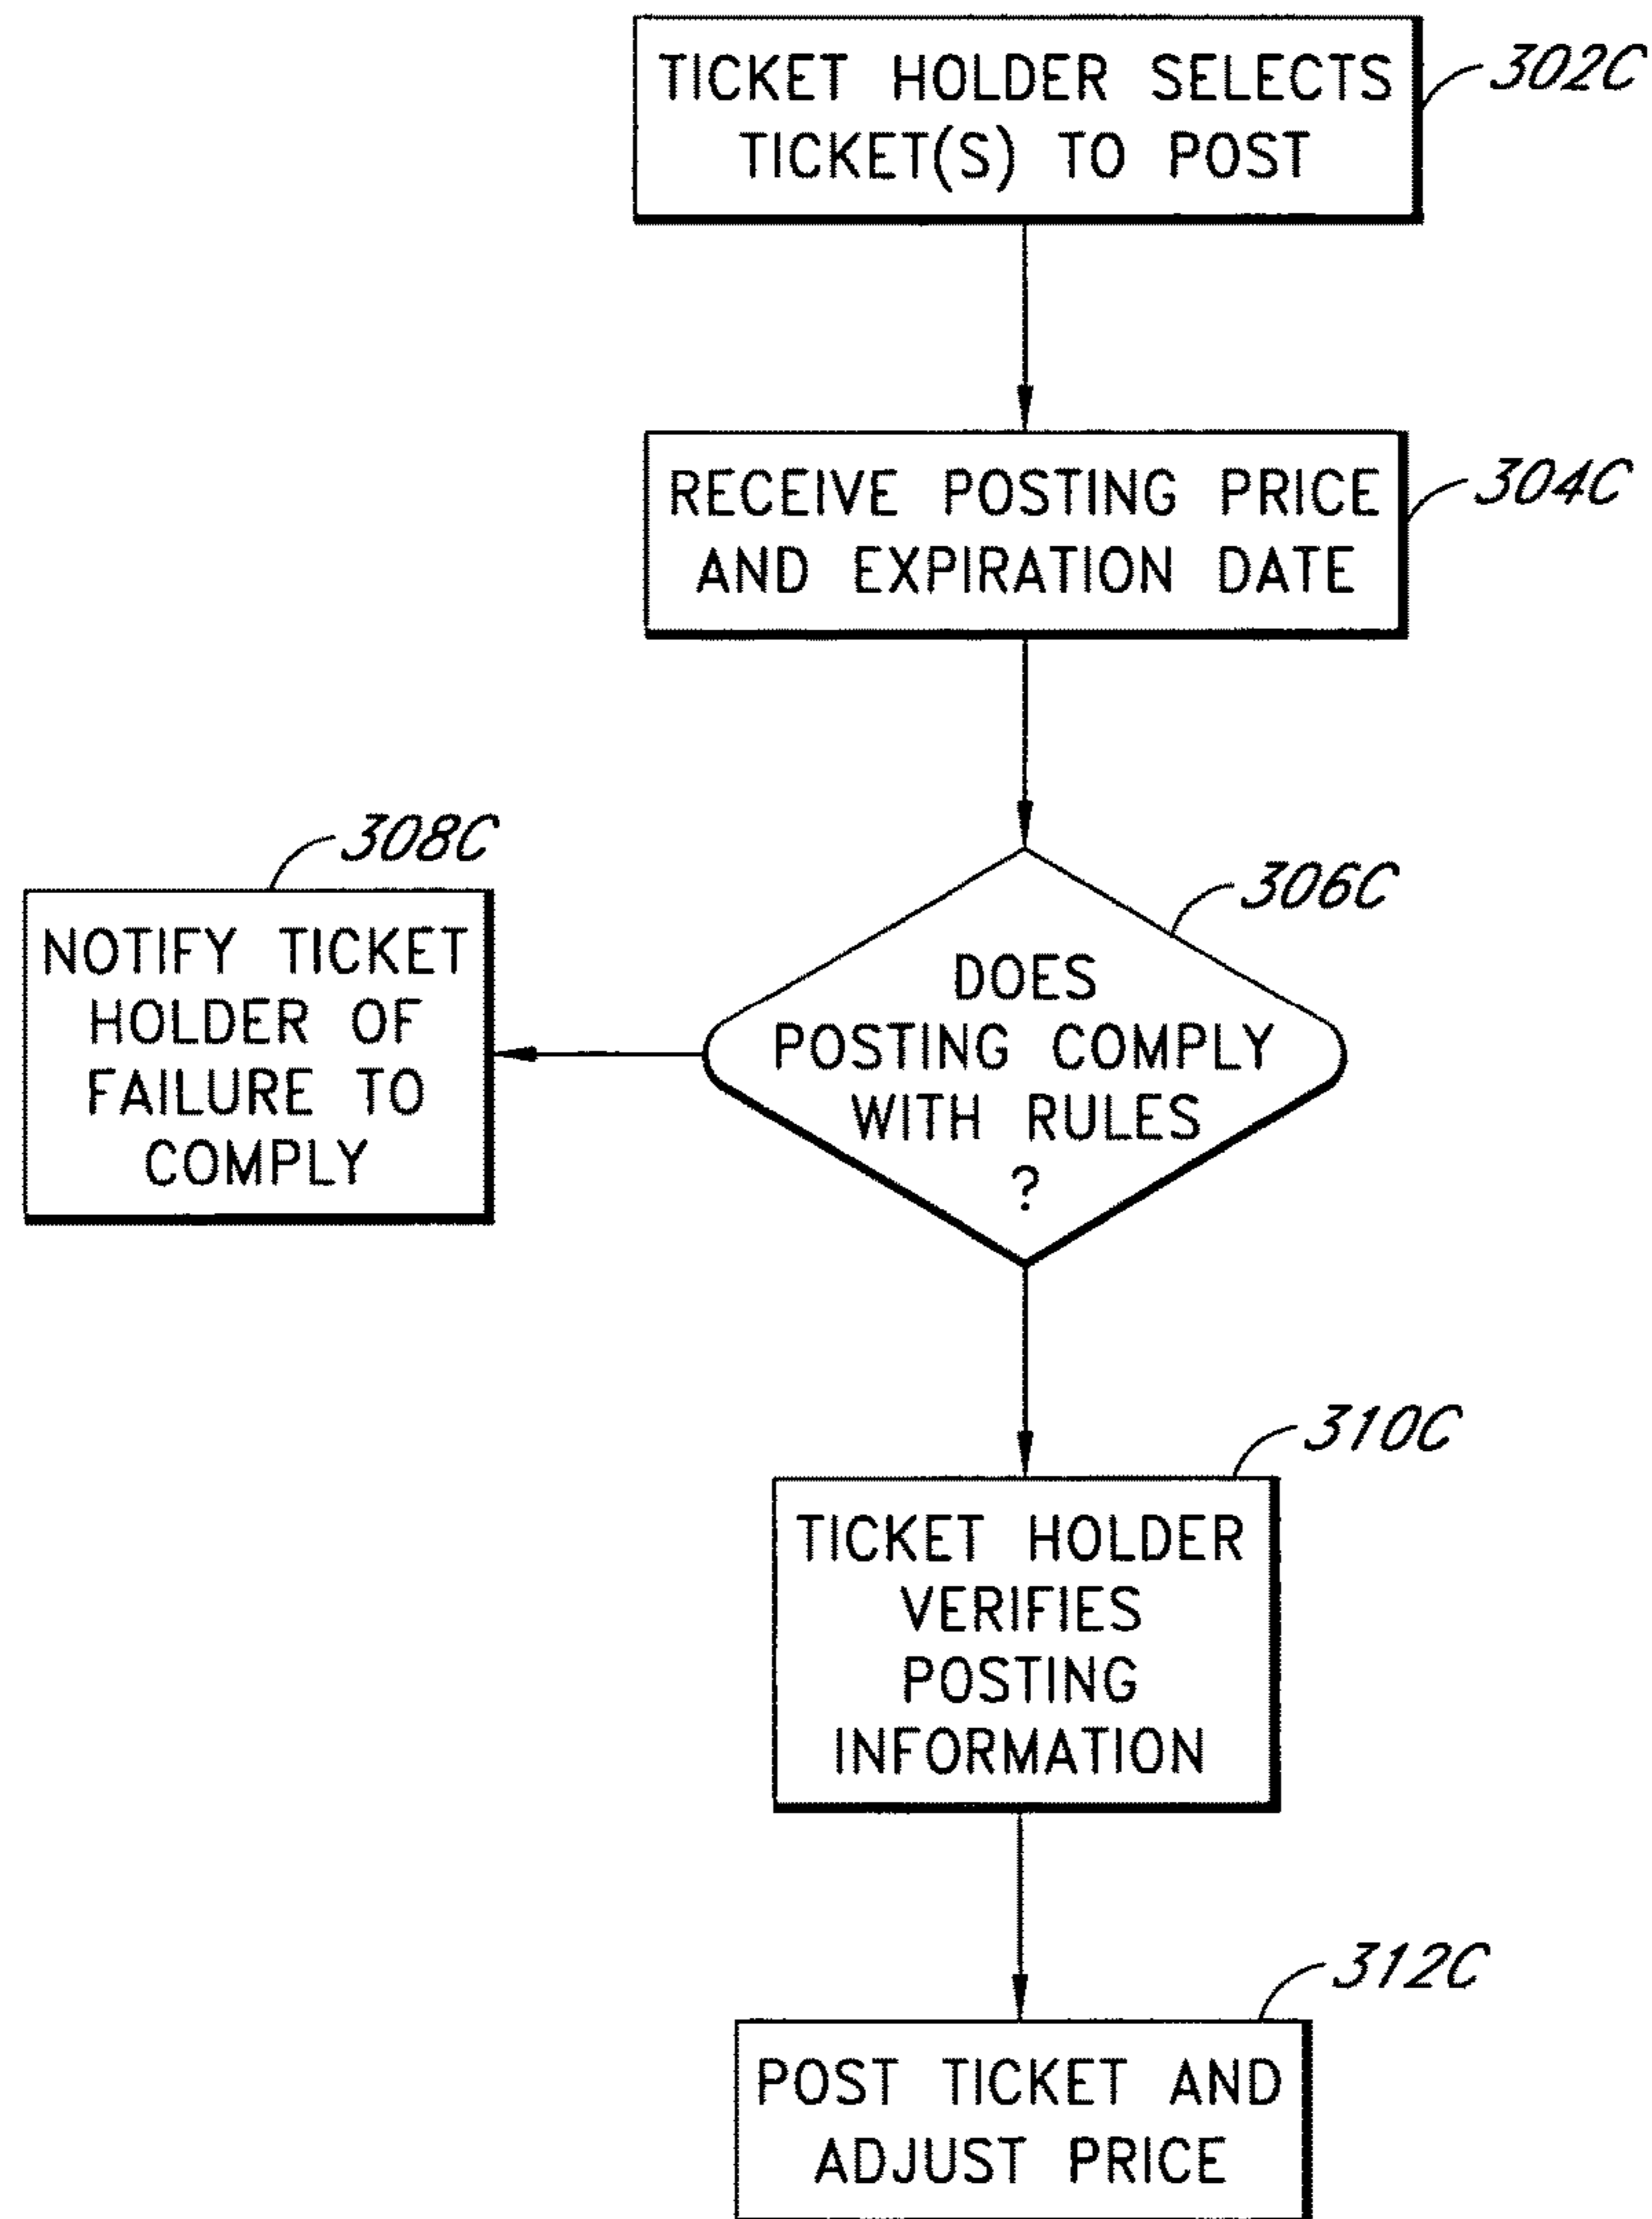 TICKET HOLDER SELECTS
TICKET(S) TO POST
302C
RECEIVE POSTING PRICE
AND EXPIRATION DATE
304C
308C
NOTIFY TICKET
HOLDER OF
FAILURE TO
COMPLY
306C
DOES
POSTING COMPLY
WITH RULES
?
310C
TICKET HOLDER
VERIFIES
POSTING
INFORMATION
312C
POST TICKET AND
ADJUST PRICE